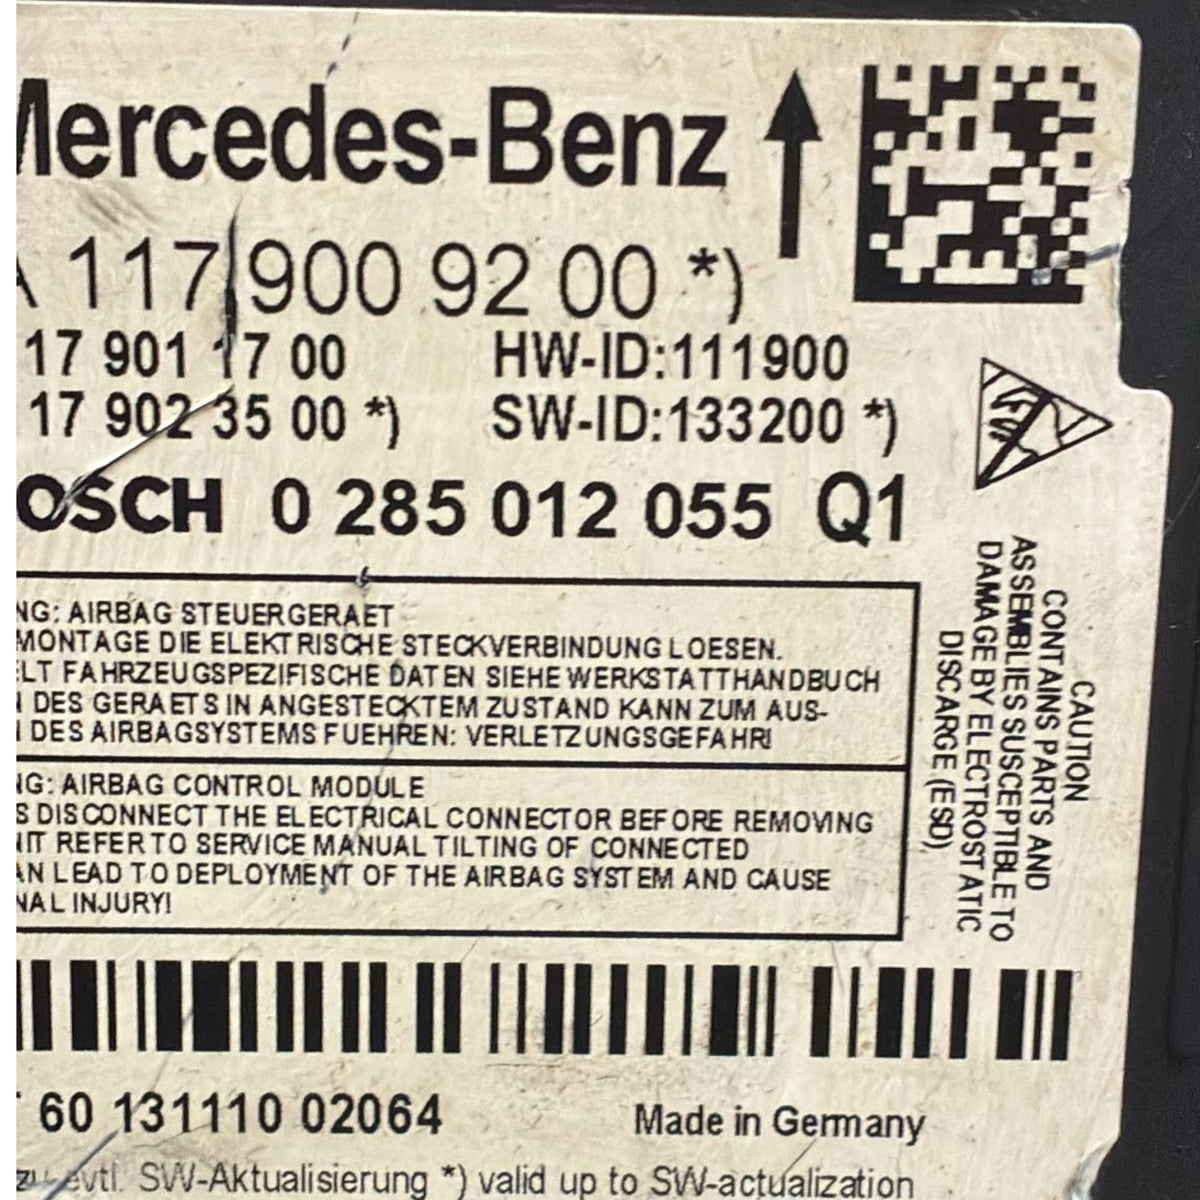 Mercedes-Benz
A 117 900 92 00 *)
17 901 17 00 HW-ID:111900
17 902 35 00 *) SW-ID:133200 *)
OSCH 0 285 012 055 Q1
NG: AIRBAG STEUERGERAET
MONTAGE DIE ELEKTRISCHE STECKVERBINDUNG LOESEN.
ELT FAHRZEUGSPEZIFISCHE DATEN SIEHE WERKSTATTHANDBUCH
DES GERAETS IN ANGESTECKTEM ZUSTAND KANN ZUM AUS-
DES AIRBAGSYSTEMS FUEHREN: VERLETZUNGSGEFAHR!
NG: AIRBAG CONTROL MODULE
S DISCONNECT THE ELECTRICAL CONNECTOR BEFORE REMOVING
NIT REFER TO SERVICE MANUAL TILTING OF CONNECTED
AN LEAD TO DEPLOYMENT OF THE AIRBAG SYSTEM AND CAUSE
NAL INJURY!
CAUTION
CONTAINS PARTS AND
ASSEMBLIES SUSCEPTIBLE TO
DAMAGE BY ELECTROSTATIC
DISCARGE (ESD),
60 131110 02064 Made in Germany
zu evtl. SW-Aktualisierung *) valid up to SW-actualization